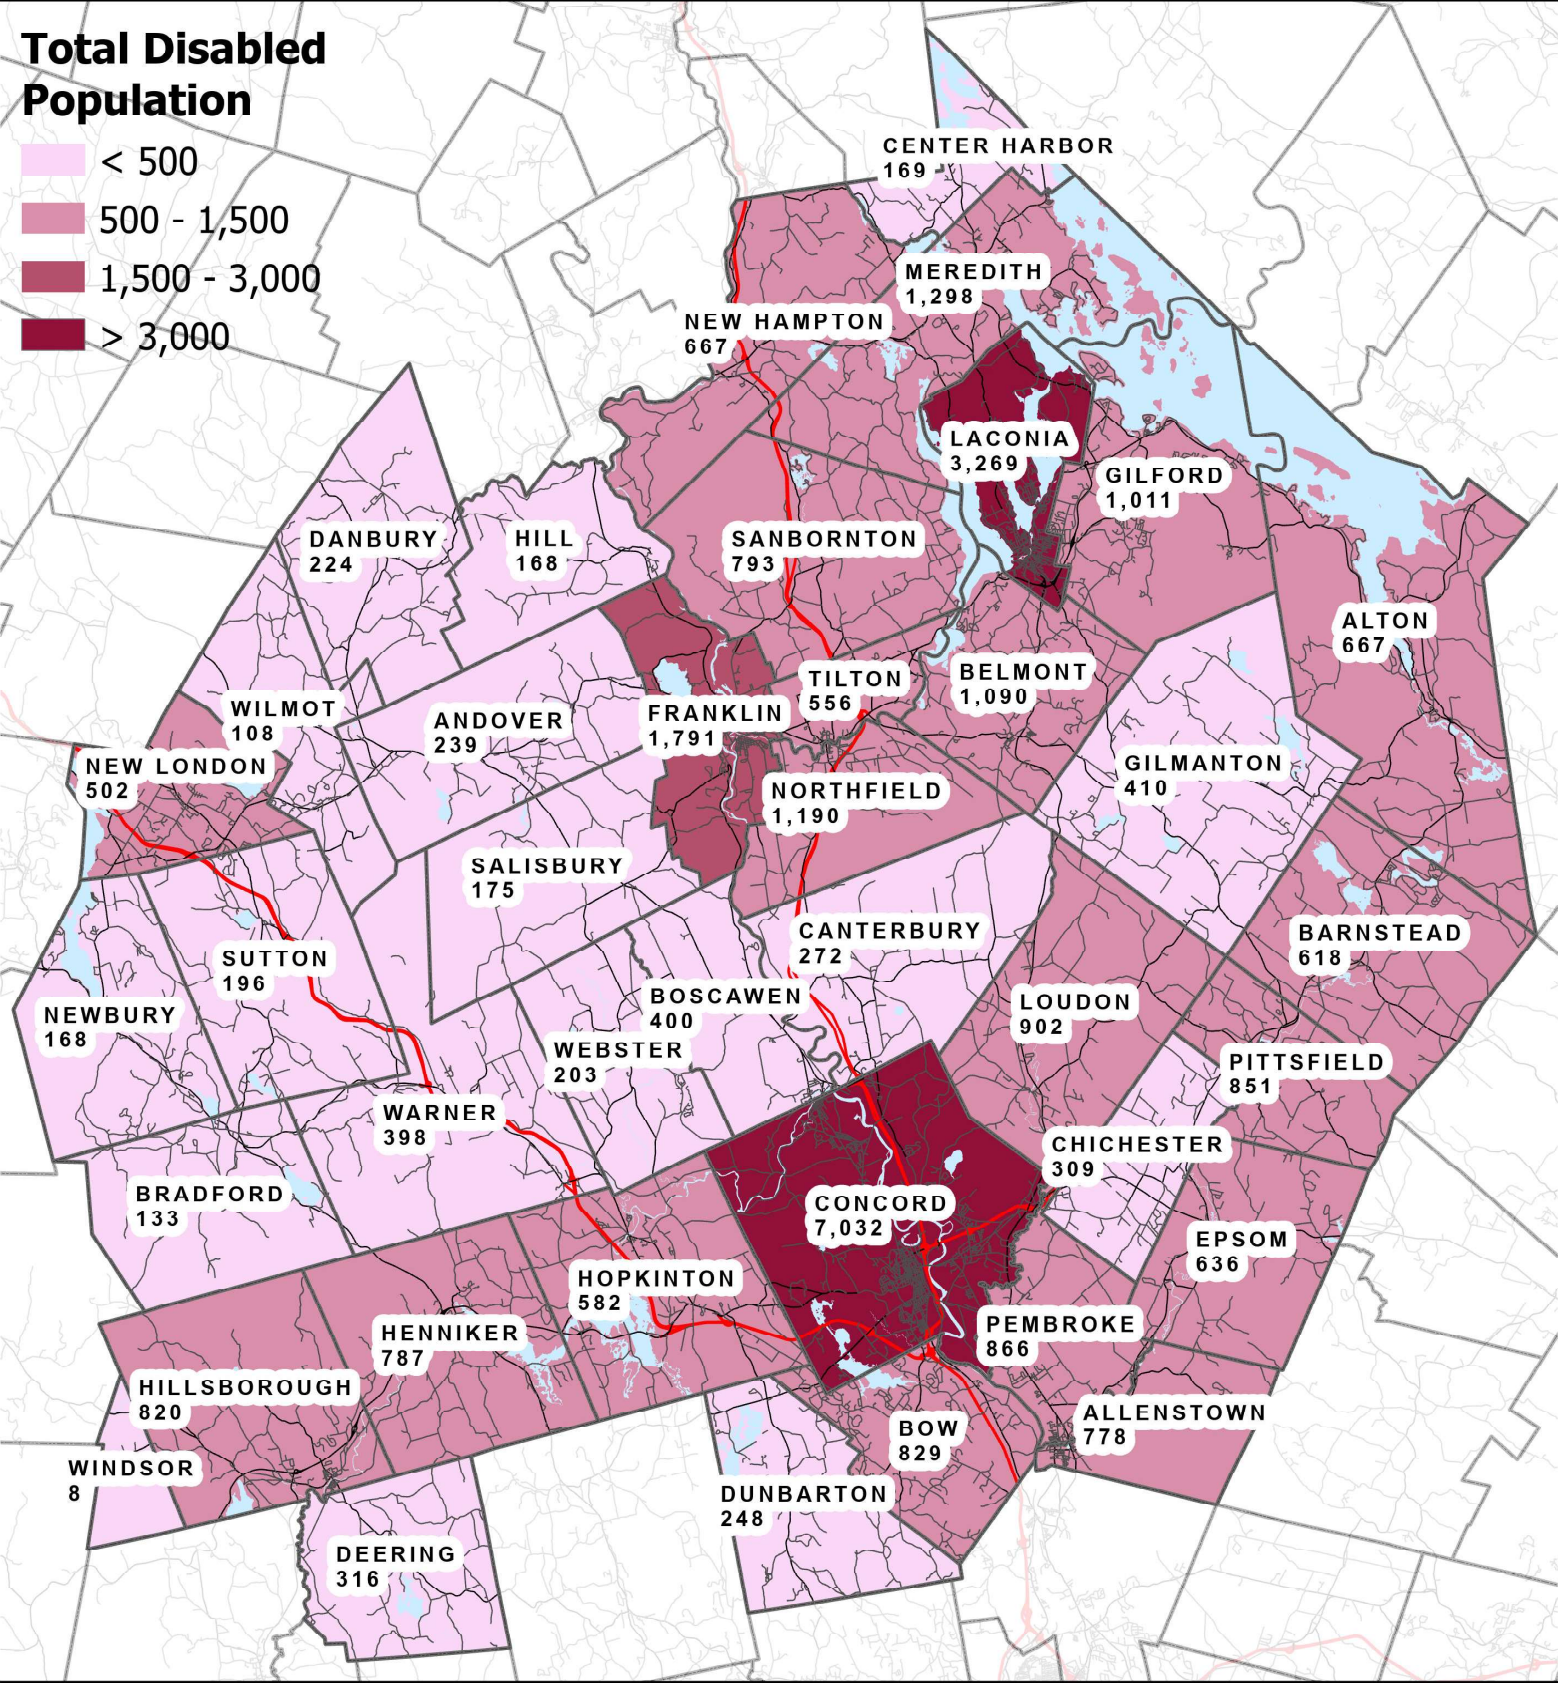 Total Disabled
Population
< 500
500 - 1,500
1,500 - 3,000
> 3,000
CENTER HARBOR
169
MEREDITH
1,298
NEW HAMPTON
667
LACONIA
3,269
GILFORD
1,011
DANBURY
224
HILL
168
SANBORNTON
793
ALTON
667
TILTON
556
BELMONT
1,090
WILMOT
108
ANDOVER
239
FRANKLIN
1,791
NEW LONDON
502
GILMANTON
410
NORTHFIELD
1,190
SALISBURY
175
CANTERBURY
272
BARNSTEAD
618
SUTTON
196
BOSCAWEN
400
LOUDON
902
NEWBURY
168
WEBSTER
203
PITTSFIELD
851
WARNER
398
CHICHESTER
309
BRADFORD
133
CONCORD
7,032
EPSOM
636
HOPKINTON
582
HENNIKER
787
PEMBROKE
866
HILLSBOROUGH
820
ALLENSTOWN
778
BOW
829
WINDSOR
8
DUNBARTON
248
DEERING
316